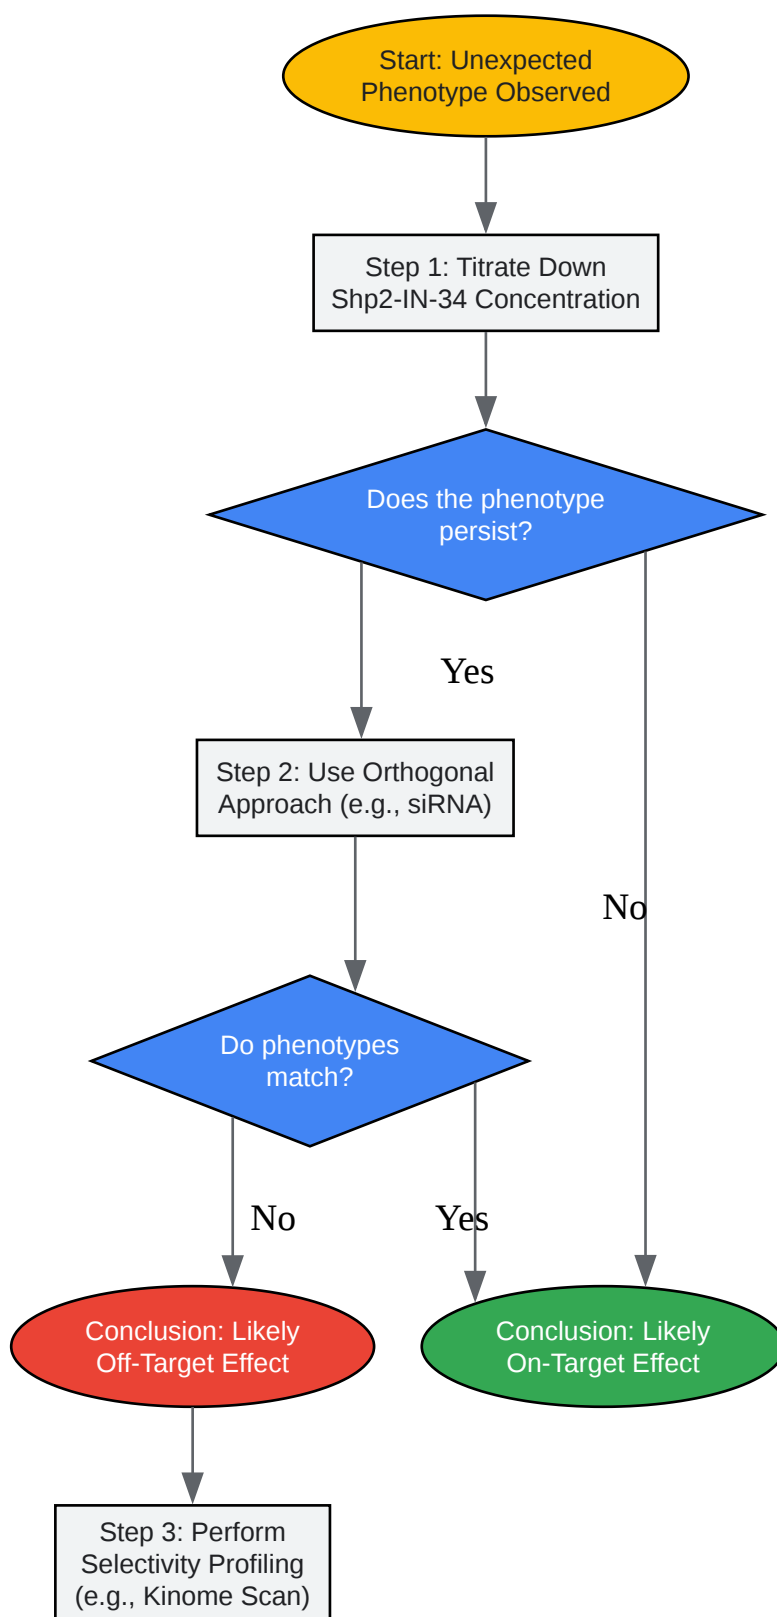 Start: Unexpected
Phenotype Observed
Step 1: Titrate Down
Shp2-IN-34 Concentration
Does the phenotype
persist?
Yes
Step 2: Use Orthogonal
Approach (e.g., siRNA)
No
Do phenotypes
match?
No
Yes
Conclusion: Likely
Off-Target Effect
Conclusion: Likely
On-Target Effect
Step 3: Perform
Selectivity Profiling
(e.g., Kinome Scan)